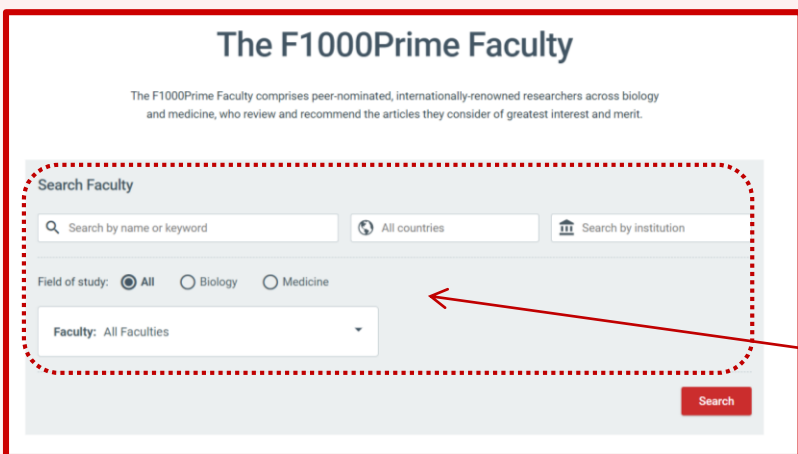 The F1000Prime Faculty
The F1000Prime Faculty comprises peer-nominated, internationally-renowned researchers across biology
and medicine, who review and recommend the articles they consider of greatest interest and merit.
Search Faculty
Search by name or keyword All countries Search by institution
Field of study: All Biology Medicine
Faculty: All Faculties
Search